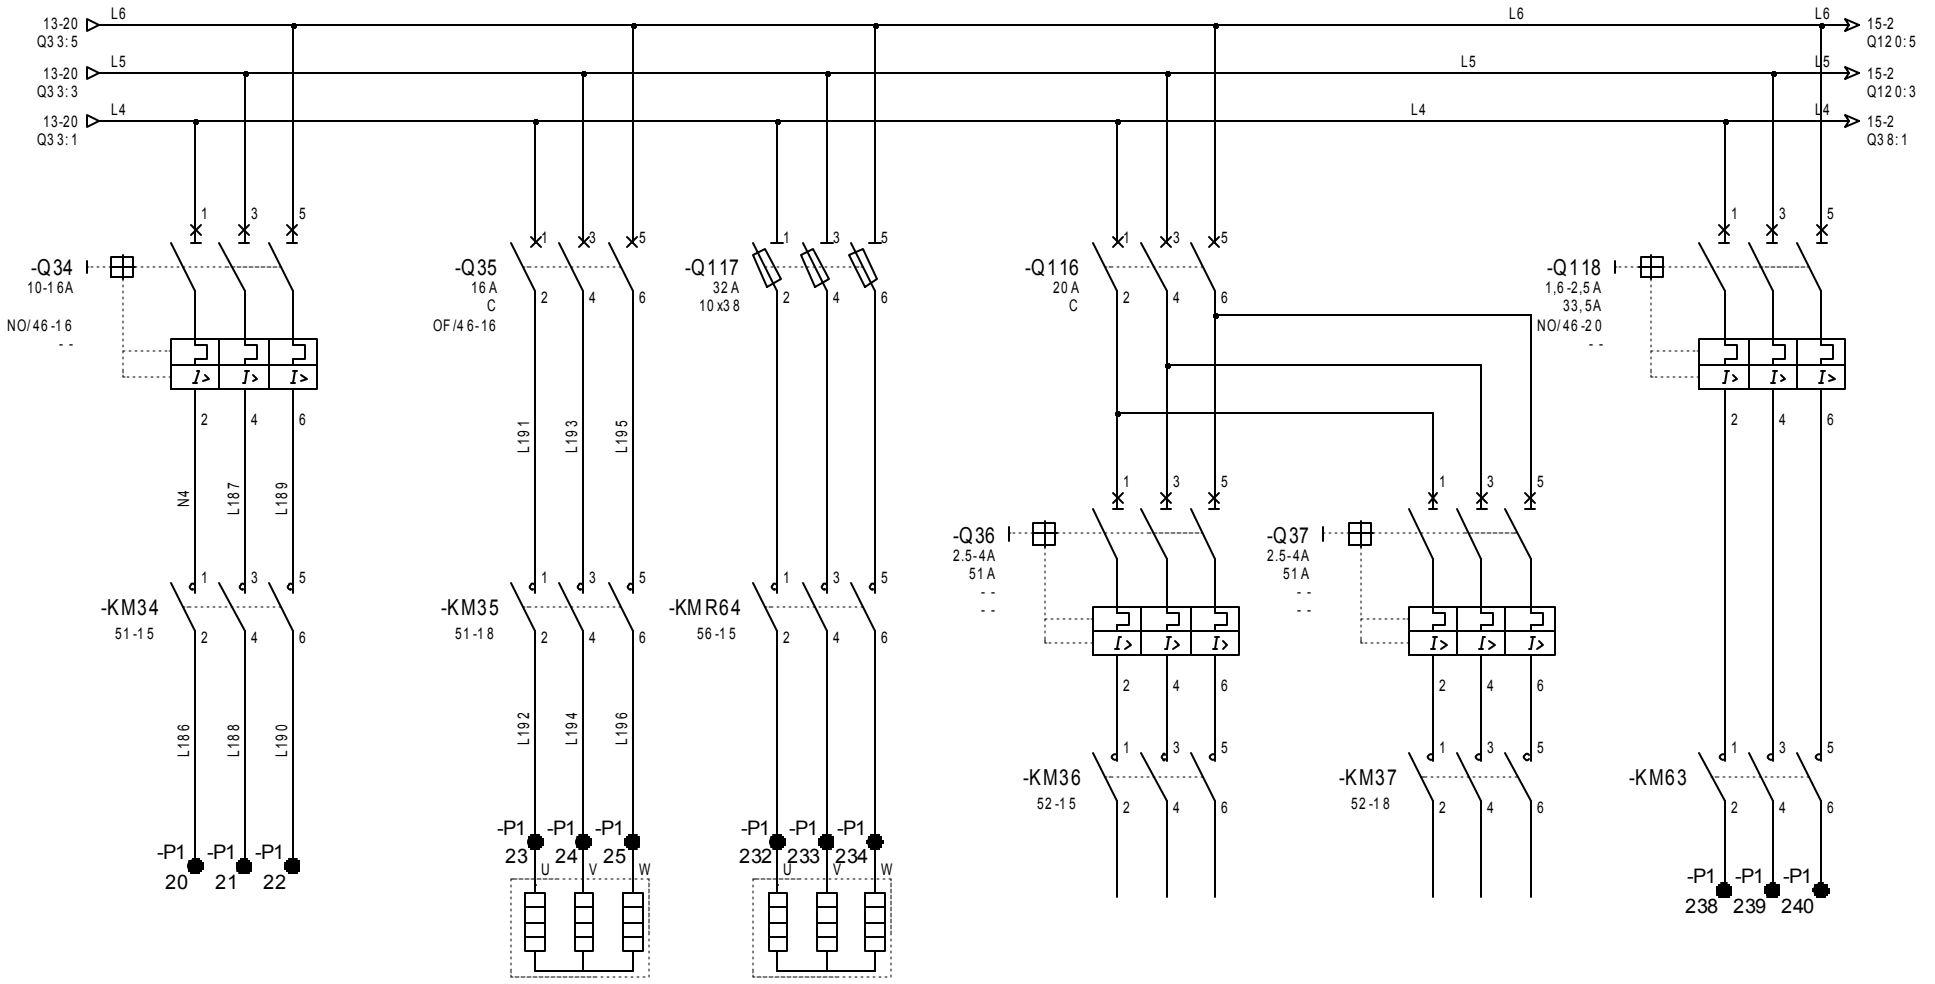 L6
L6
L6
13-20
Q33:5
15-2
Q120:5
L5
L5
L5
13-20
Q33:3
15-2
Q120:3
L4
L4
L4
13-20
Q33:1
15-2
Q38:1
1 3 5
-Q34
10-16A
NO/46-16
- -
I> I> I>
2 4 6
N4 L187 L189
1 3 5
-KM34
51-15
2 4 6
L186 L188 L190
-P1 -P1 -P1
20 21 22
1 3 5
-Q35
16A
C
OF/46-16
2 4 6
L191 L193 L195
1 3 5
-KM35
51-18
2 4 6
L192 L194 L196
-P1 -P1 -P1
23 24 25
U V W
1 3 5
-Q117
32A
10x38
2 4 6
1 3 5
-KMR64
56-15
2 4 6
-P1 -P1 -P1
232 233 234
U V W
1 3 5
-Q116
20A
C
2 4 6
1 3 5
-Q36
2.5-4A
51A
- -
- -
I> I> I>
2 4 6
1 3 5
-KM36
52-15
2 4 6
1 3 5
-Q37
2.5-4A
51A
- -
- -
I> I> I>
2 4 6
1 3 5
-KM37
52-18
2 4 6
1 3 5
-Q118
1,6-2,5A
33,5A
NO/46-20
- -
I> I> I>
2 4 6
1 3 5
-KM63
2 4 6
-P1 -P1 -P1
238 239 240